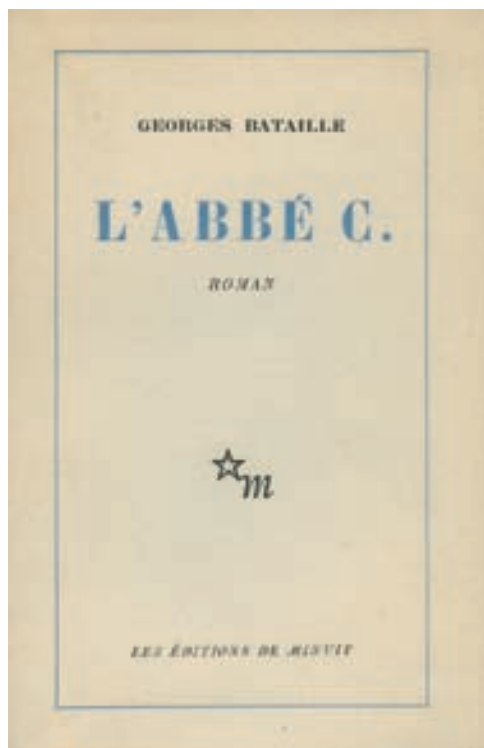 GEORGES BATAILLE
L'ABBÉ C.
ROMAN
m
LES ÉDITIONS DE MINUIT